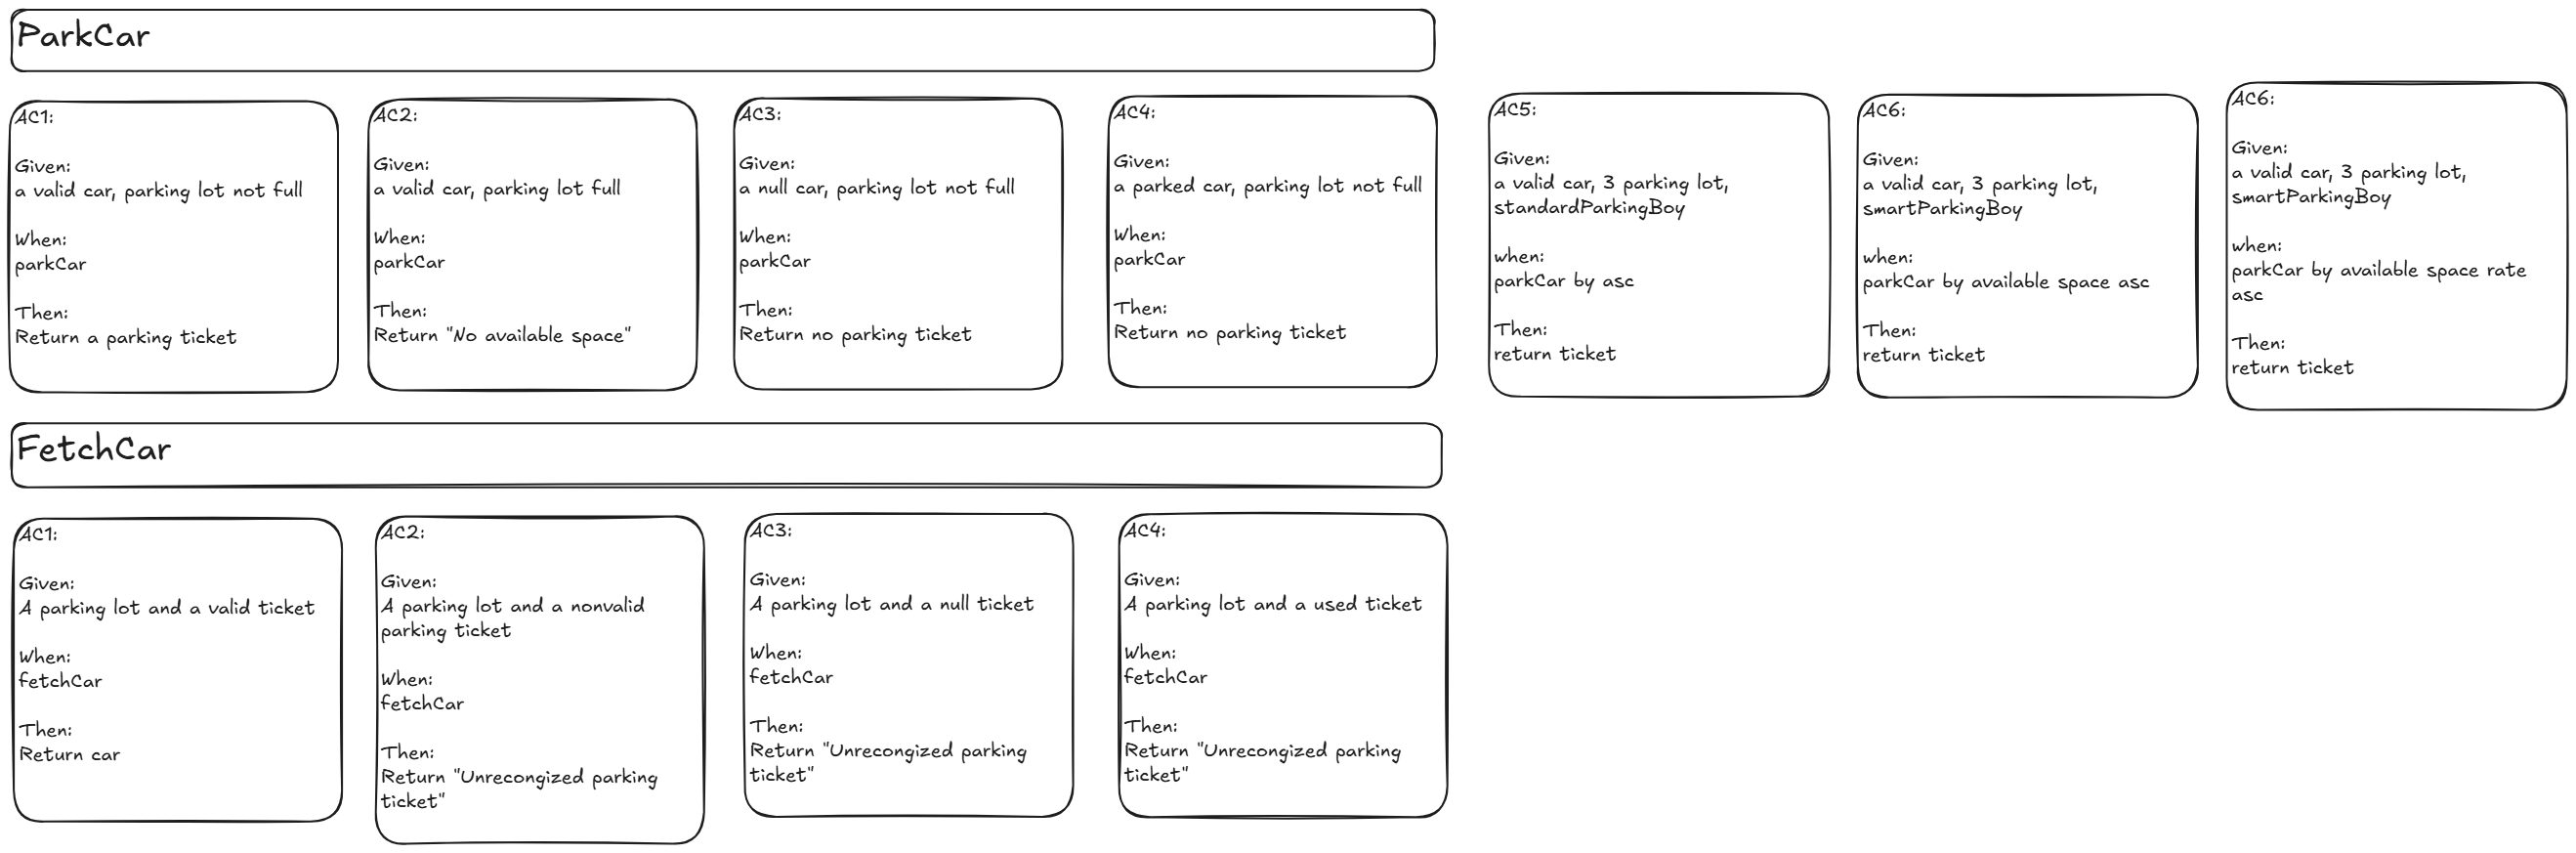 ParkCar
AC1:
Given:
a valid car, parking lot not full
When:
parkCar
Then:
Return a parking ticket
AC2:
Given:
a valid car, parking lot full
When:
parkCar
Then:
Return "No available space"
AC3:
Given:
a null car, parking lot not full
When:
parkCar
Then:
Return no parking ticket
AC4:
Given:
a parked car, parking lot not full
When:
parkCar
Then:
Return no parking ticket
AC5:
Given:
a valid car, 3 parking lot,
standardParkingBoy
when:
parkCar by asc
Then:
return ticket
AC6:
Given:
a valid car, 3 parking lot,
smartParkingBoy
when:
parkCar by available space asc
Then:
return ticket
AC6:
Given:
a valid car, 3 parking lot,
smartParkingBoy
when:
parkCar by available space rate
asc
Then:
return ticket
FetchCar
AC1:
Given:
A parking lot and a valid ticket
When:
fetchCar
Then:
Return car
AC2:
Given:
A parking lot and a nonvalid
parking ticket
When:
fetchCar
Then:
Return "Unrecongized parking
ticket"
AC3:
Given:
A parking lot and a null ticket
When:
fetchCar
Then:
Return "Unrecongized parking
ticket"
AC4:
Given:
A parking lot and a used ticket
When:
fetchCar
Then:
Return "Unrecongized parking
ticket"